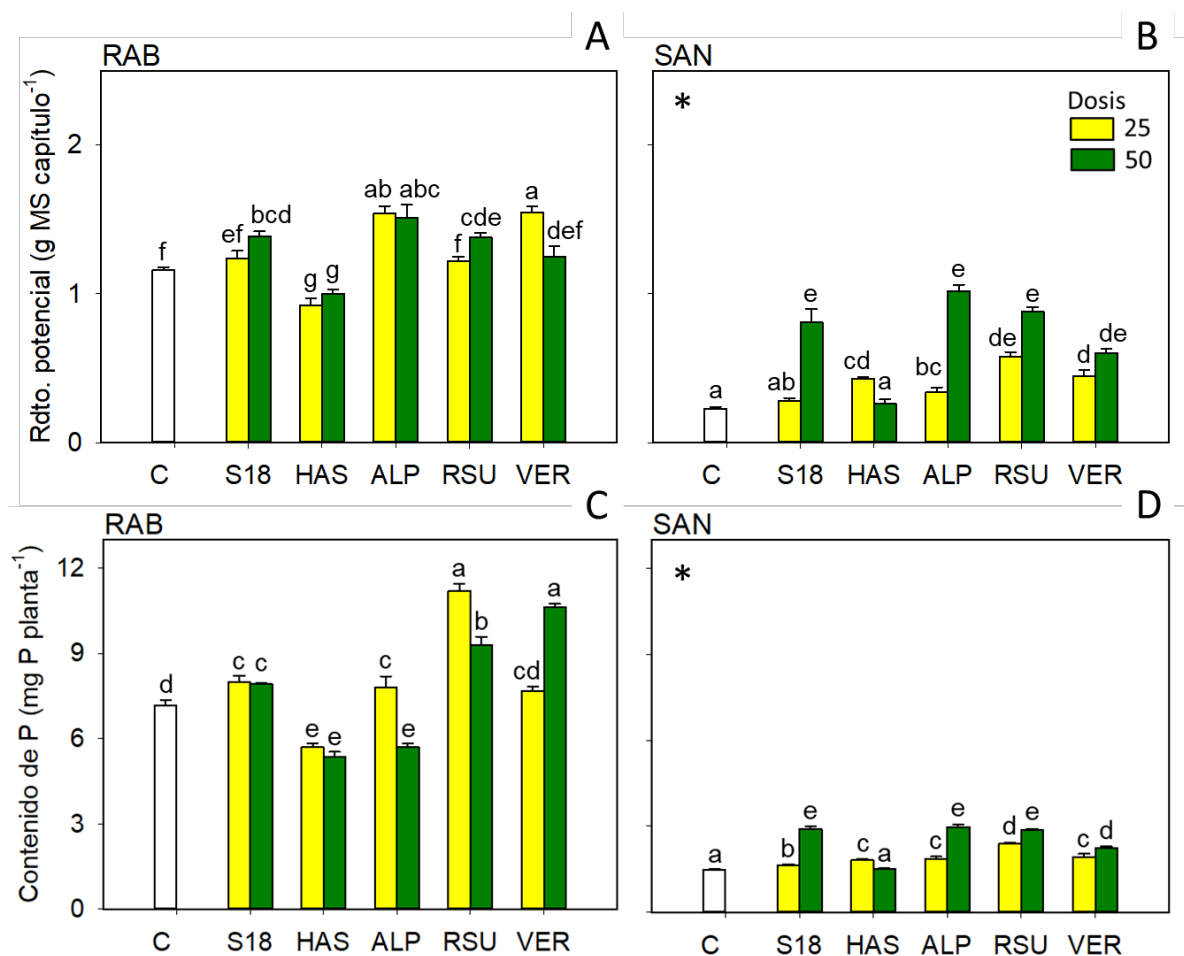 A
RAB
Rdto. potencial (g MS capítulo⁻¹)
2
1
0
f
ef
bcd
g
g
ab
abc
f
cde
a
def
C S18 HAS ALP RSU VER
B
SAN
*
Dosis
25
50
a
ab
e
cd
a
bc
e
de
e
d
de
C S18 HAS ALP RSU VER
C
RAB
Contenido de P (mg P planta⁻¹)
12
9
6
3
0
d
c
c
e
e
c
e
a
b
cd
a
C S18 HAS ALP RSU VER
D
SAN
*
a
b
e
c
a
c
e
d
e
c
d
C S18 HAS ALP RSU VER